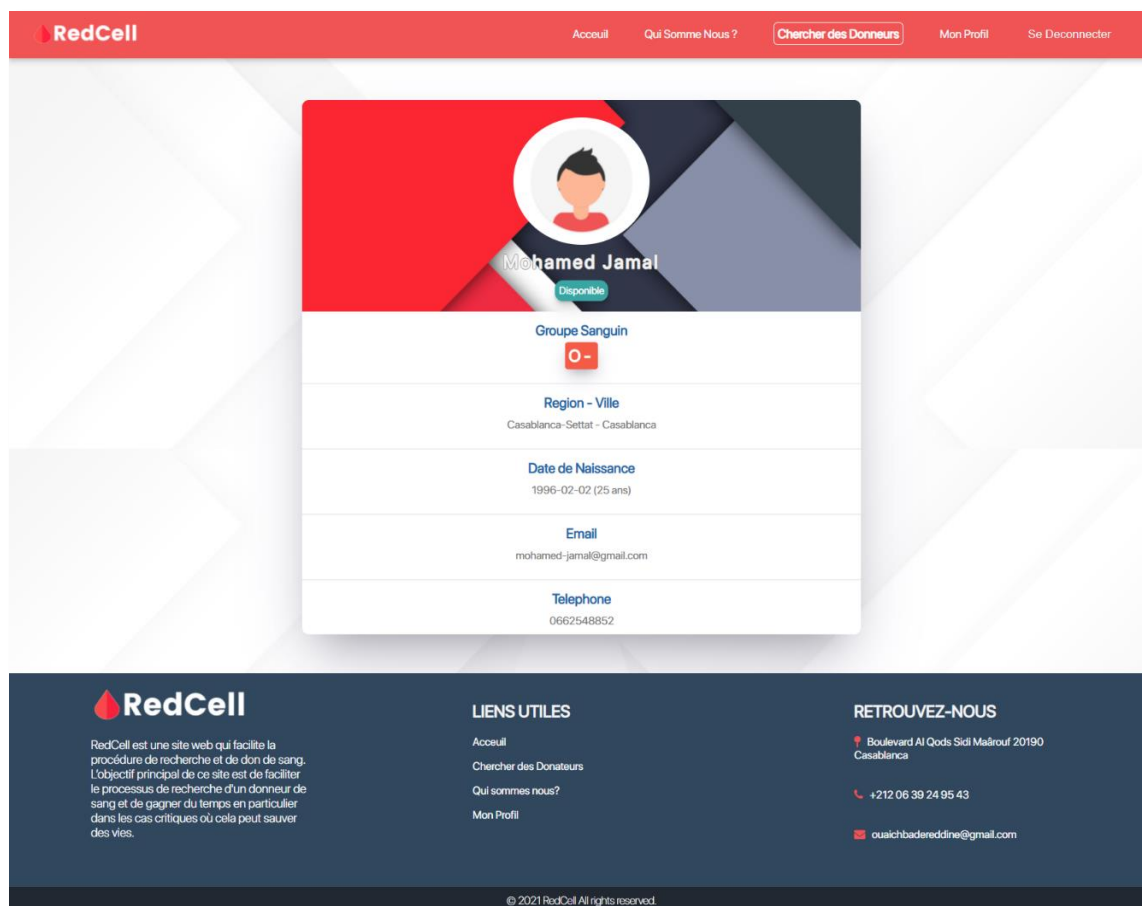 RedCell
Acceuil
Qui Somme Nous ?
Chercher des Donneurs
Mon Profil
Se Deconnecter
Mohamed Jamal
Disponible
Groupe Sanguin
O-
Region - Ville
Casablanca-Settat - Casablanca
Date de Naissance
1996-02-02 (25 ans)
Email
mohamed-jamal@gmail.com
Telephone
0662548852
RedCell
RedCell est une site web qui facilite la
procédure de recherche et de don de sang.
L'objectif principal de ce site est de faciliter
le processus de recherche d'un donneur de
sang et de gagner du temps en particulier
dans les cas critiques où cela peut sauver
des vies.
LIENS UTILES
Acceuil
Chercher des Donateurs
Qui sommes nous?
Mon Profil
RETROUVEZ-NOUS
Boulevard Al Qods Sidi Maârouf 20190
Casablanca
+212 06 39 24 95 43
ouaichbadereddine@gmail.com
© 2021 RedCell All rights reserved.